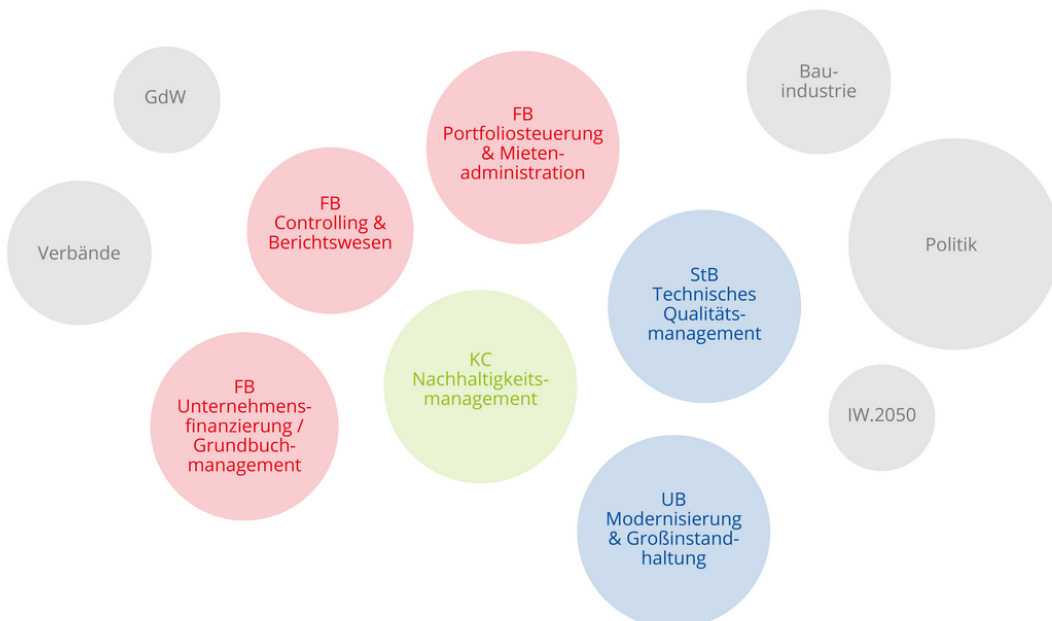 GdW
Verbände
FB
Controlling &
Berichtswesen
FB
Portfoliosteuerung
& Mieten-
administration
Bau-
industrie
Politik
StB
Technisches
Qualitäts-
management
KC
Nachhaltigkeits-
management
FB
Unternehmens-
finanzierung /
Grundbuch-
management
IW.2050
UB
Modernisierung
& Großinstand-
haltung